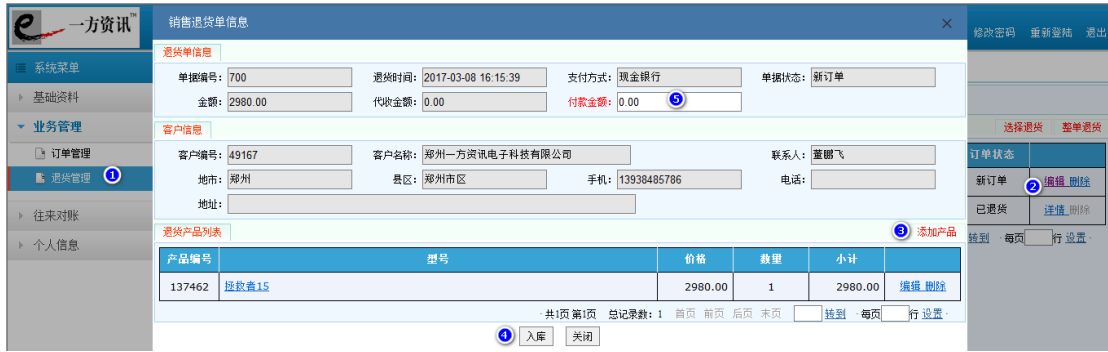 一方资讯™
销售退货单信息 ×
修改密码 重新登陆 退出
系统菜单
基础资料
业务管理
订单管理
退货管理 1
往来对账
个人信息
退货单信息
单据编号: 700 退货时间: 2017-03-08 16:15:39 支付方式: 现金银行 单据状态: 新订单
金额: 2980.00 代收金额: 0.00 付款金额: 0.00 5
客户信息
客户编号: 49167 客户名称: 郑州一方资讯电子科技有限公司 联系人: 董鹏飞
地市: 郑州 县区: 郑州市区 手机: 13938485786 电话:
地址:
退货产品列表 3 添加产品
产品编号 型号 价格 数量 小计
137462 拯救者15 2980.00 1 2980.00 编辑 删除
·共1页 第1页 总记录数: 1 首页 前页 后页 末页 转到 ·每页 行 设置·
4 入库 关闭
选择退货 整单退货
订单状态
新订单 2 编辑 删除
已退货 详情 删除
转到 ·每页 行 设置·